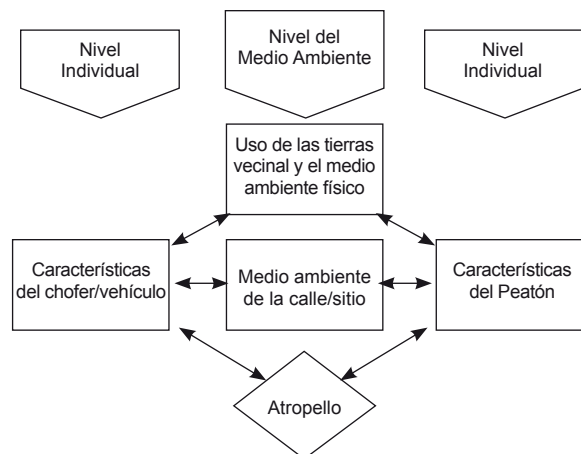 Nivel
Individual
Nivel del
Medio Ambiente
Nivel
Individual
Uso de las tierras
vecinal y el medio
ambiente físico
Características
del chofer/vehículo
Medio ambiente
de la calle/sitio
Características
del Peatón
Atropello